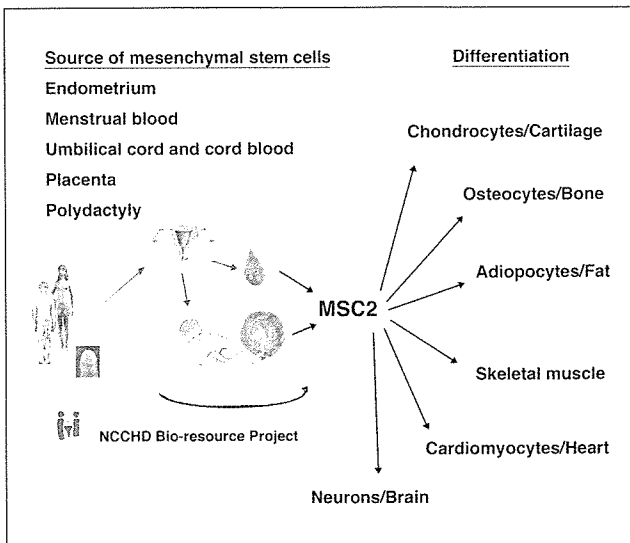 Source of mesenchymal stem cells
Endometrium
Menstrual blood
Umbilical cord and cord blood
Placenta
Polydactyly
Differentiation
Chondrocytes/Cartilage
Osteocytes/Bone
Adiopocytes/Fat
MSC2
Skeletal muscle
Cardiomyocytes/Heart
Neurons/Brain
NCCHD Bio-resource Project